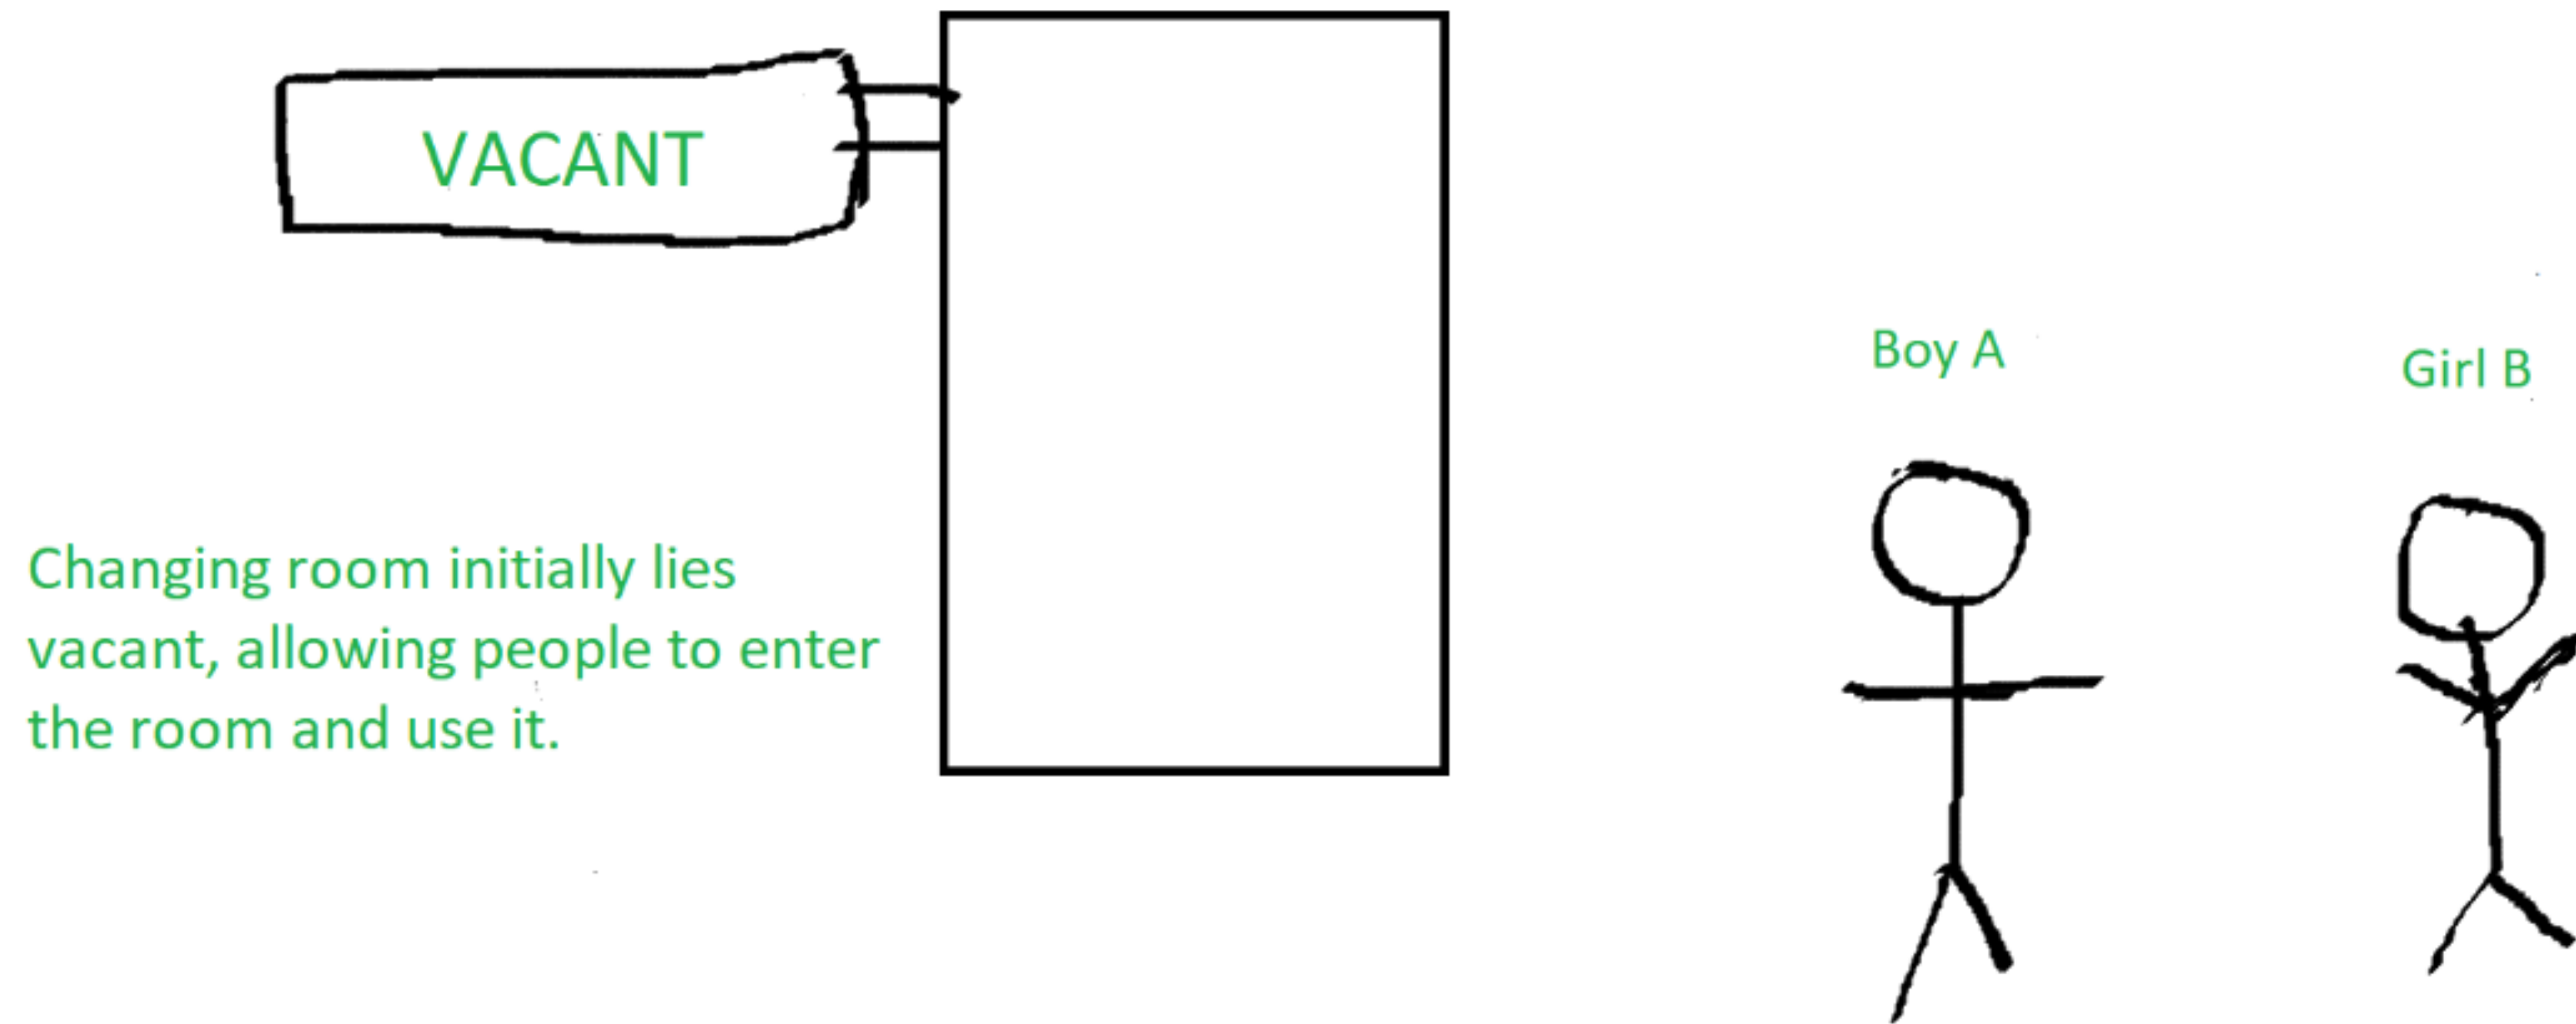 VACANT
Boy A
Girl B
Changing room initially lies
vacant, allowing people to enter
the room and use it.